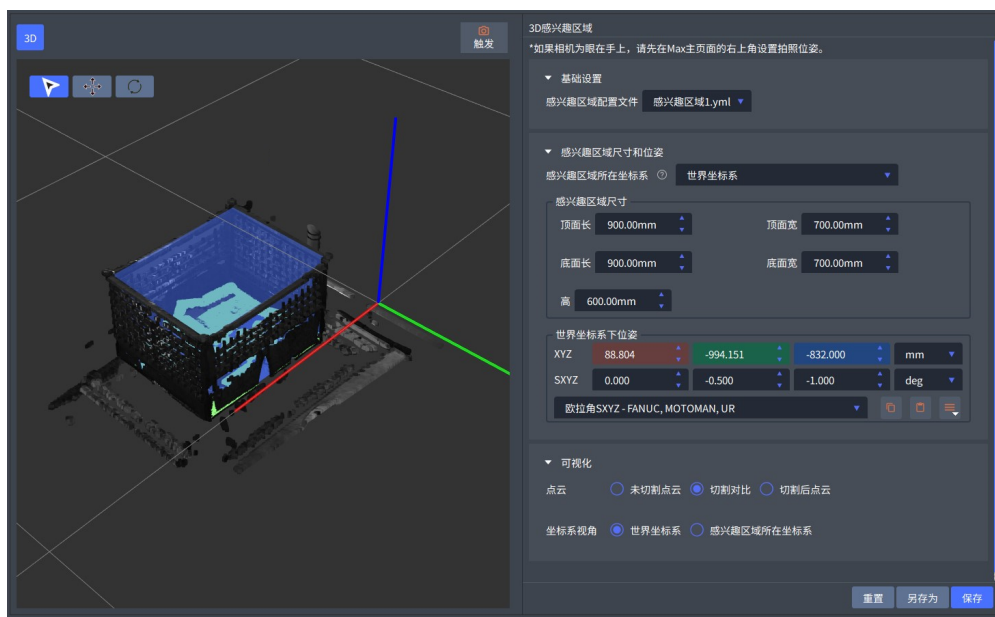 3D
触发
3D感兴趣区域
*如果相机为眼在手上，请先在Max主页面的右上角设置拍照位姿。
基础设置
感兴趣区域配置文件 感兴趣区域1.yml
感兴趣区域尺寸和位姿
感兴趣区域所在坐标系 ? 世界坐标系
感兴趣区域尺寸
顶面长 900.00mm 顶面宽 700.00mm
底面长 900.00mm 底面宽 700.00mm
高 600.00mm
世界坐标系下位姿
XYZ 88.804 -994.151 -832.000 mm
SXYZ 0.000 -0.500 -1.000 deg
欧拉角SXYZ - FANUC, MOTOMAN, UR
可视化
点云 未切割点云 切割对比 切割后点云
坐标系视角 世界坐标系 感兴趣区域所在坐标系
重置 另存为 保存